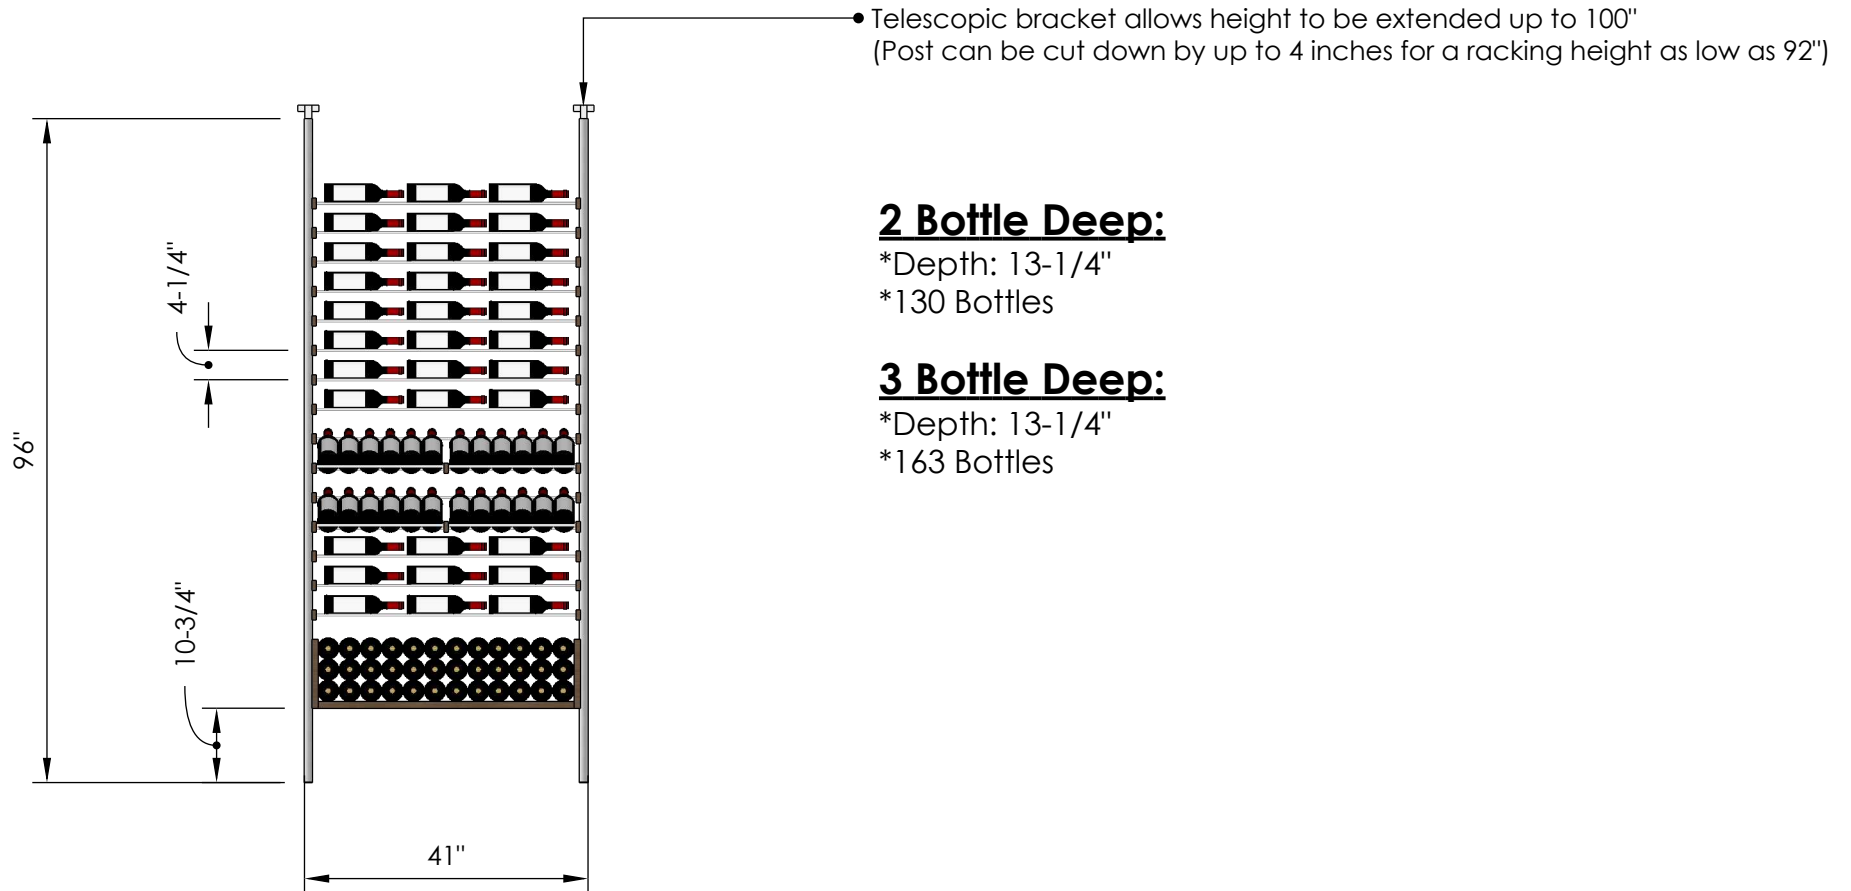 Telescopic bracket allows height to be extended up to 100"
(Post can be cut down by up to 4 inches for a racking height as low as 92")
2 Bottle Deep:
*Depth: 13-1/4"
*130 Bottles
3 Bottle Deep:
*Depth: 13-1/4"
*163 Bottles
4-1/4"
96"
10-3/4"
41"